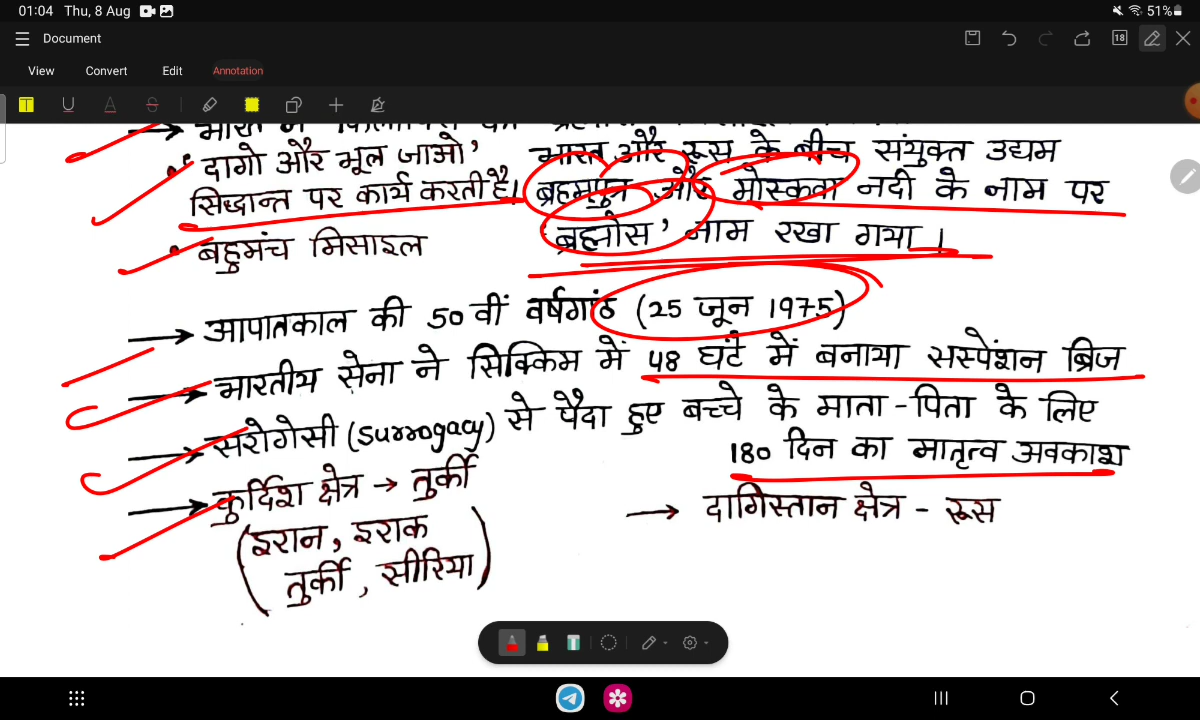 01:04 Thu, 8 Aug 51%
Document 18
View Convert Edit Annotation
T U A S
→ भारत ने
• 'दागो और भूल जाओ' भारत और रूस के बीच संयुक्त उद्यम
सिद्धान्त पर कार्य करती है। ब्रह्मपुत्र और मोस्कवा नदी के नाम पर
• बहुमंच मिसाइल 'ब्रह्मोस' नाम रखा गया।
→ आपातकाल की 50 वीं वर्षगांठ (25 जून 1975)
→ भारतीय सेना ने सिक्किम में 48 घंटे में बनाया सस्पेंशन ब्रिज
→ सरोगेसी (Surrogacy) से पैदा हुए बच्चे के माता-पिता के लिए
180 दिन का मातृत्व अवकाश
→ कुर्दिश क्षेत्र → तुर्की
(इरान, इराक
तुर्की, सीरिया)
→ दागिस्तान क्षेत्र - रूस